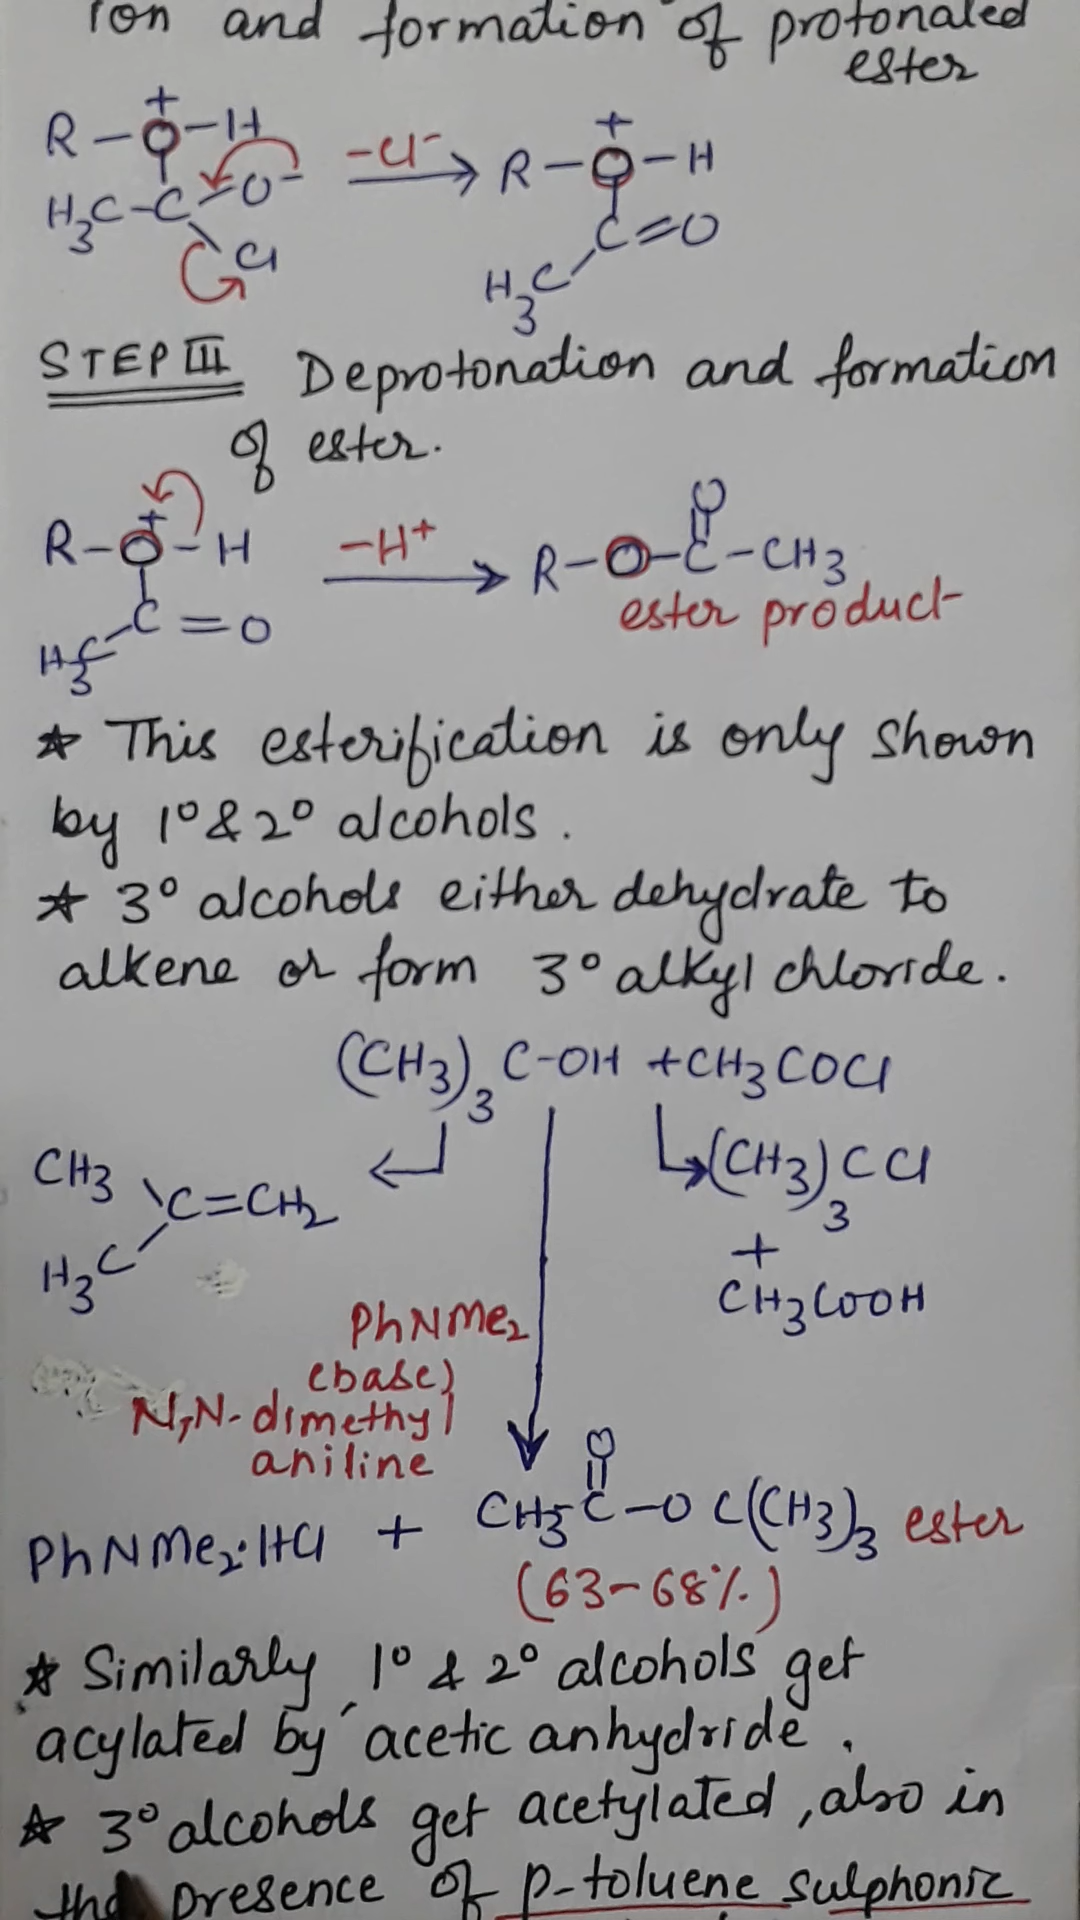 ion and formation of protonated
ester
R-O-H + -Cl⁻ R-O-H +
H3C-C-O⁻ C=O
Cl H3C
STEP III Deprotonation and formation
of ester.
R-O-H + -H⁺ R-O-C-CH3 O
C=O ester product
H3C
☆ This esterification is only shown
by 1° & 2° alcohols.
☆ 3° alcohols either dehydrate to
alkene or form 3° alkyl chloride.
(CH3)3 C-OH + CH3COCl
CH3 C=CH2 (CH3)3CCl
H3C +
CH3COOH
PhNMe2
(base)
N,N-dimethyl
aniline
PhNMe2·HCl + CH3-C-O C(CH3)3 ester O
(63-68%)
☆ Similarly, 1° & 2° alcohols get
acylated by acetic anhydride.
☆ 3° alcohols get acetylated, also in
the presence of p-toluene sulphonic